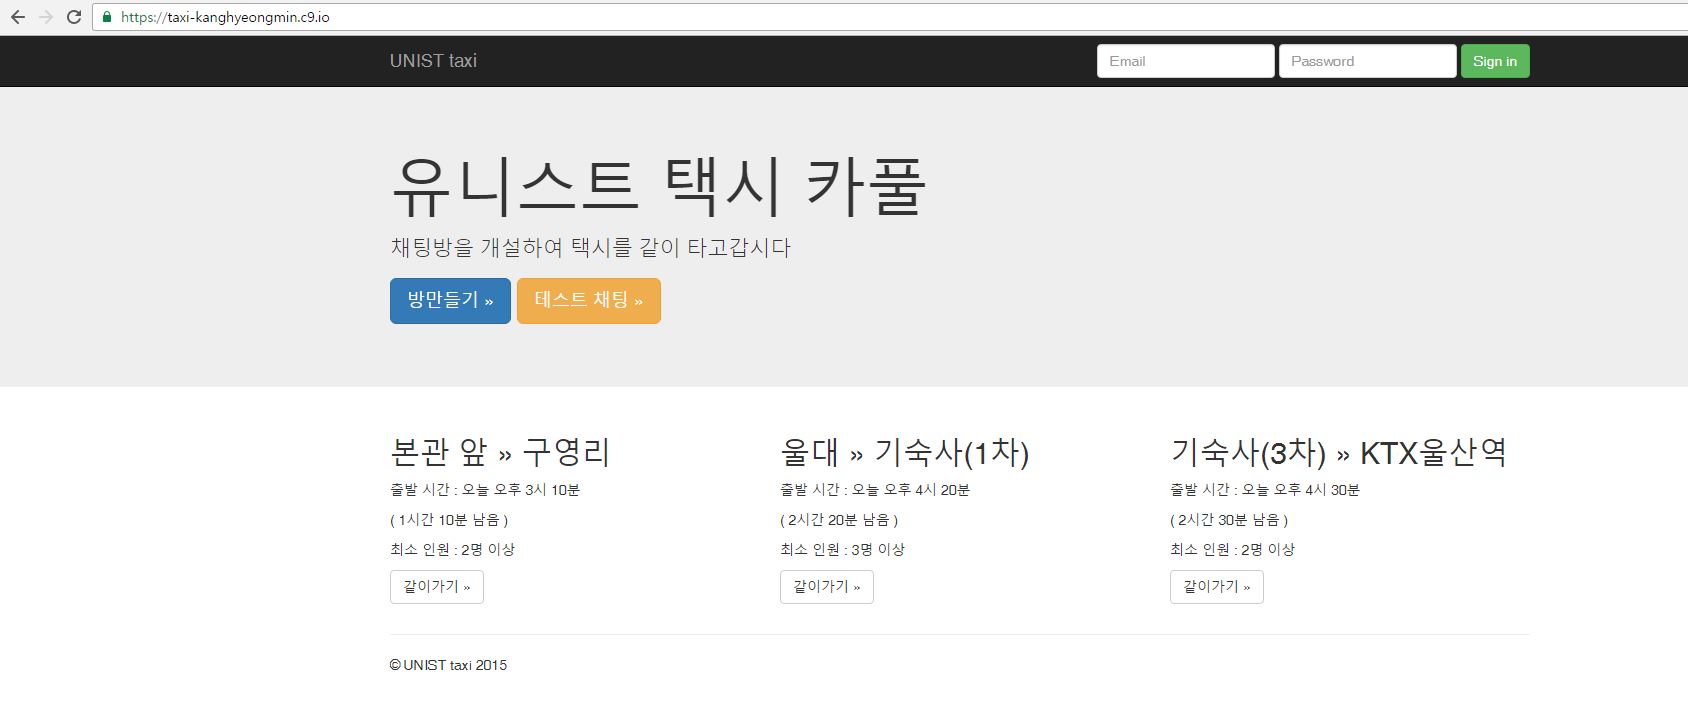 https://taxi-kanghyeongmin.c9.io
UNIST taxi Email Password Sign in
유니스트 택시 카풀
채팅방을 개설하여 택시를 같이 타고갑시다
방만들기 » 테스트 채팅 »
본관 앞 » 구영리
출발 시간 : 오늘 오후 3시 10분
( 1시간 10분 남음 )
최소 인원 : 2명 이상
같이가기 »
울대 » 기숙사(1차)
출발 시간 : 오늘 오후 4시 20분
( 2시간 20분 남음 )
최소 인원 : 3명 이상
같이가기 »
기숙사(3차) » KTX울산역
출발 시간 : 오늘 오후 4시 30분
( 2시간 30분 남음 )
최소 인원 : 2명 이상
같이가기 »
© UNIST taxi 2015